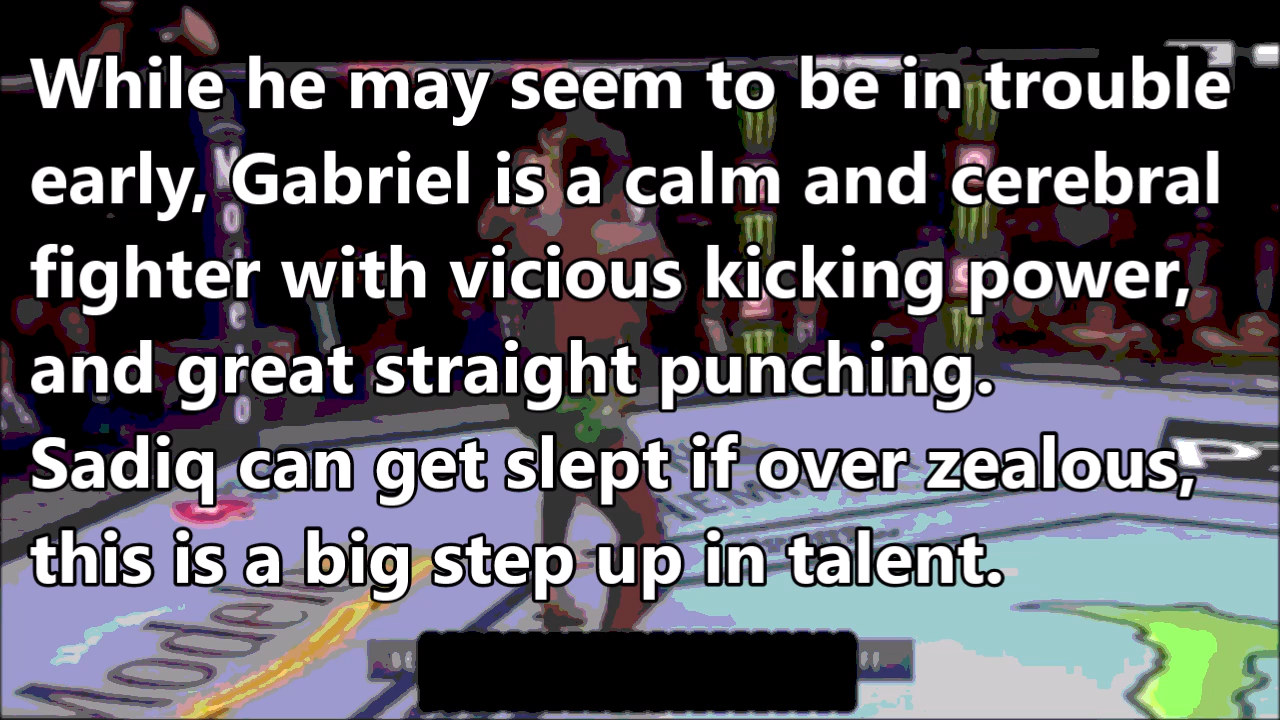 While he may seem to be in trouble
early, Gabriel is a calm and cerebral
fighter with vicious kicking power,
and great straight punching.
Sadiq can get slept if over zealous,
this is a big step up in talent.
Modelo